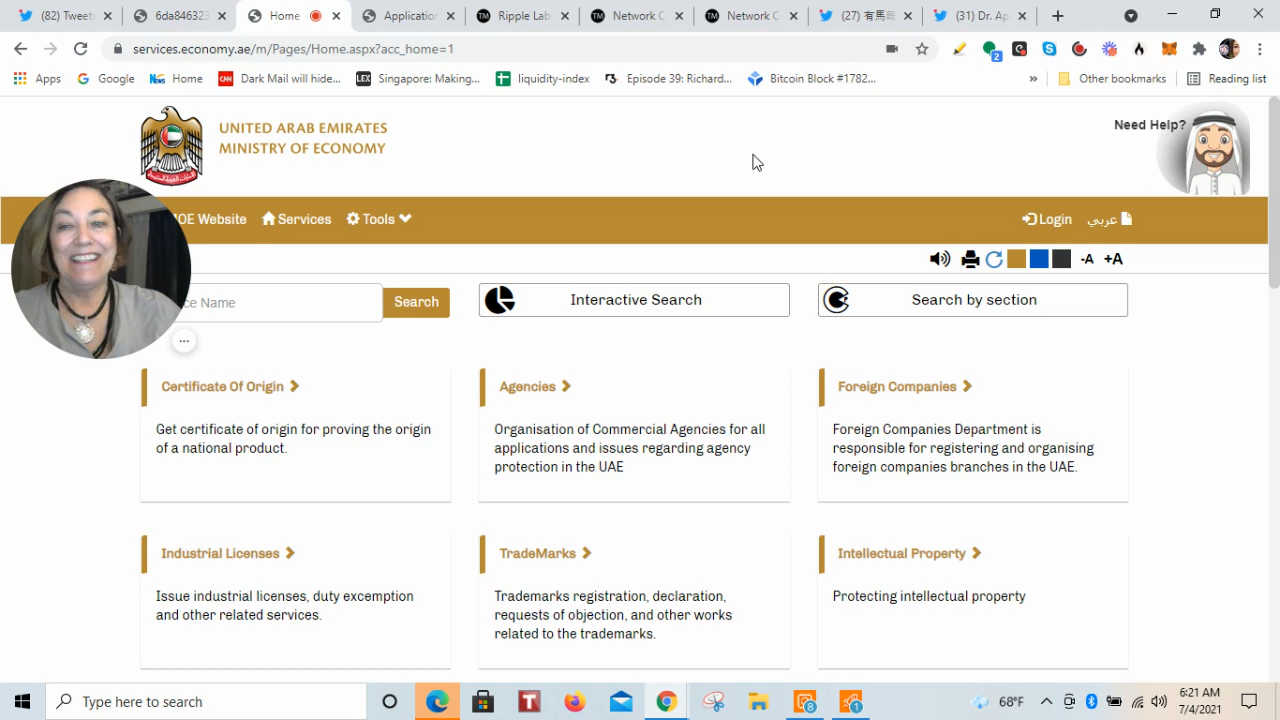 (82) Tweets
6da846323
Home
Application
Ripple Lab
Network C
Network C
(27) 有馬
(31) Dr. Ap
services.economy.ae/m/Pages/Home.aspx?acc_home=1
2
Apps
Google
Home
Dark Mail will hide...
Singapore: Making...
liquidity-index
Episode 39: Richard...
Bitcoin Block #1782...
»
Other bookmarks
Reading list
UNITED ARAB EMIRATES
MINISTRY OF ECONOMY
Need Help?
MOE Website
Services
Tools
Login
عربي
-A
+A
ce Name
Search
Interactive Search
Search by section
Certificate Of Origin
Get certificate of origin for proving the origin
of a national product.
Agencies
Organisation of Commercial Agencies for all
applications and issues regarding agency
protection in the UAE
Foreign Companies
Foreign Companies Department is
responsible for registering and organising
foreign companies branches in the UAE.
Industrial Licenses
Issue industrial licenses, duty excemption
and other related services.
TradeMarks
Trademarks registration, declaration,
requests of objection, and other works
related to the trademarks.
Intellectual Property
Protecting intellectual property
Type here to search
8
1
68°F
6:21 AM
7/4/2021